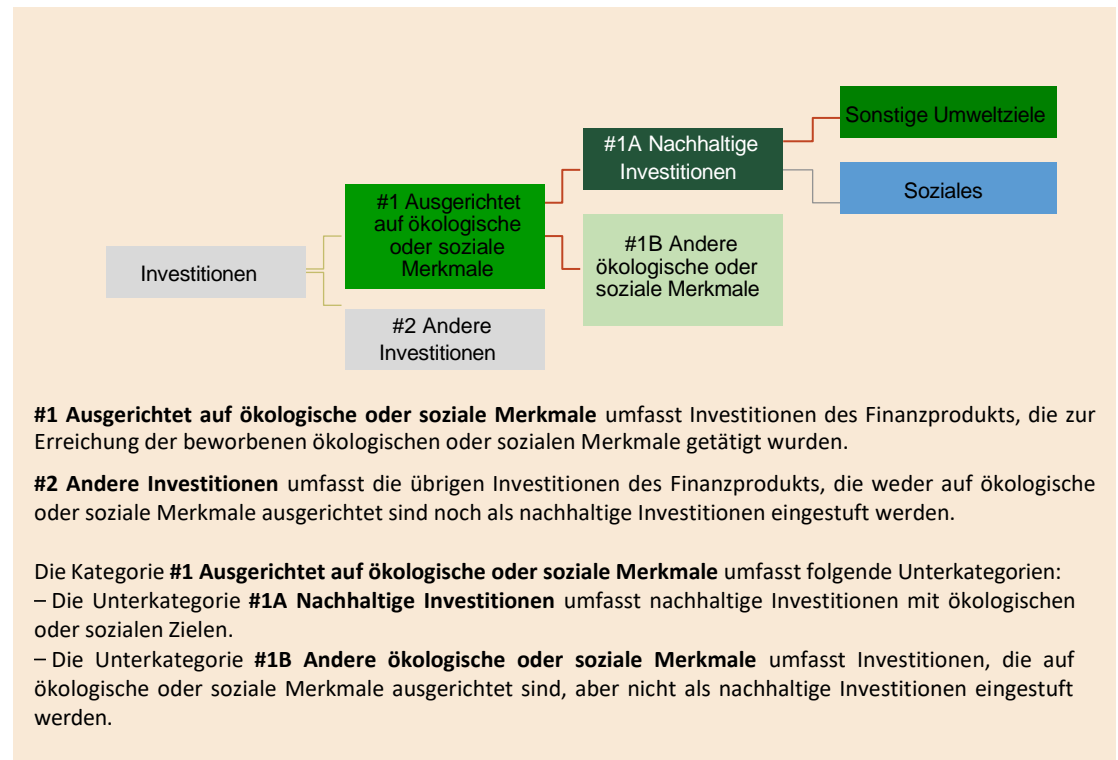 Sonstige Umweltziele
#1A Nachhaltige
Investitionen
Soziales
#1 Ausgerichtet
auf ökologische
oder soziale
Merkmale
#1B Andere
ökologische oder
soziale Merkmale
Investitionen
#2 Andere
Investitionen
#1 Ausgerichtet auf ökologische oder soziale Merkmale umfasst Investitionen des Finanzprodukts, die zur
Erreichung der beworbenen ökologischen oder sozialen Merkmale getätigt wurden.
#2 Andere Investitionen umfasst die übrigen Investitionen des Finanzprodukts, die weder auf ökologische
oder soziale Merkmale ausgerichtet sind noch als nachhaltige Investitionen eingestuft werden.
Die Kategorie #1 Ausgerichtet auf ökologische oder soziale Merkmale umfasst folgende Unterkategorien:
– Die Unterkategorie #1A Nachhaltige Investitionen umfasst nachhaltige Investitionen mit ökologischen
oder sozialen Zielen.
– Die Unterkategorie #1B Andere ökologische oder soziale Merkmale umfasst Investitionen, die auf
ökologische oder soziale Merkmale ausgerichtet sind, aber nicht als nachhaltige Investitionen eingestuft
werden.